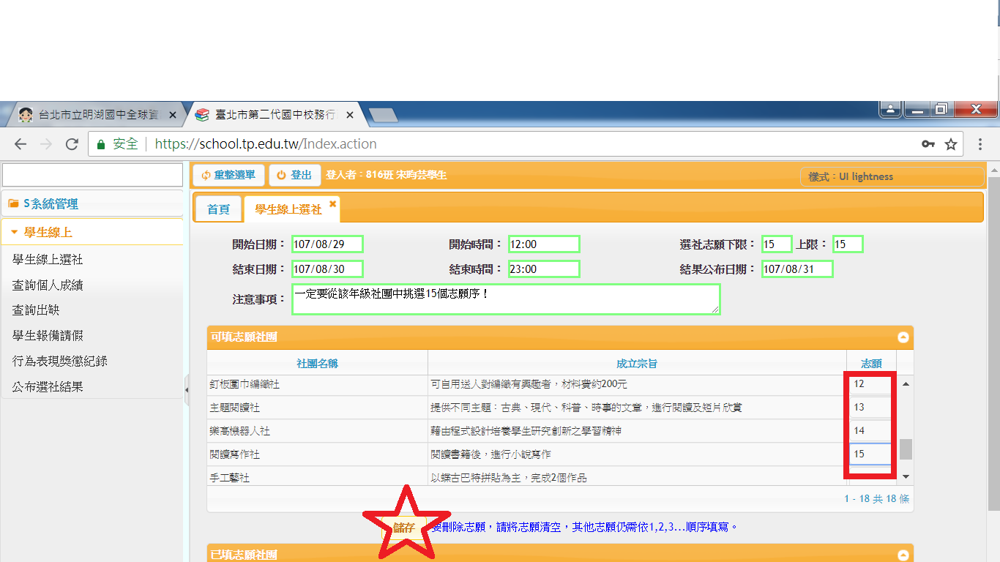 台北市立明湖國中全球資
臺北市第二代國中校務行
安全 https://school.tp.edu.tw/Index.action
重整選單 登出 登入者：816班 宋昀芸學生 樣式：UI lightness
S系統管理
學生線上
學生線上選社
查詢個人成績
查詢出缺
學生報備請假
行為表現獎懲紀錄
公布選社結果
首頁 學生線上選社
開始日期： 107/08/29 開始時間： 12:00 選社志願下限： 15 上限： 15
結束日期： 107/08/30 結束時間： 23:00 結果公布日期： 107/08/31
注意事項： 一定要從該年級社團中挑選15個志願序！
可填志願社團
社團名稱 成立宗旨 志願
釘板圍巾編織社 可自用送人對編織有興趣者，材料費約200元 12
主題閱讀社 提供不同主題：古典、現代、科普、時事的文章，進行閱讀及短片欣賞 13
樂高機器人社 藉由程式設計培養學生研究創新之學習精神 14
閱讀寫作社 閱讀書籍後，進行小說寫作 15
手工藝社 以蝶古巴特拼貼為主，完成2個作品
1 - 18 共 18 條
儲存 要刪除志願，請將志願清空，其他志願仍需依1,2,3...順序填寫。
已填志願社團